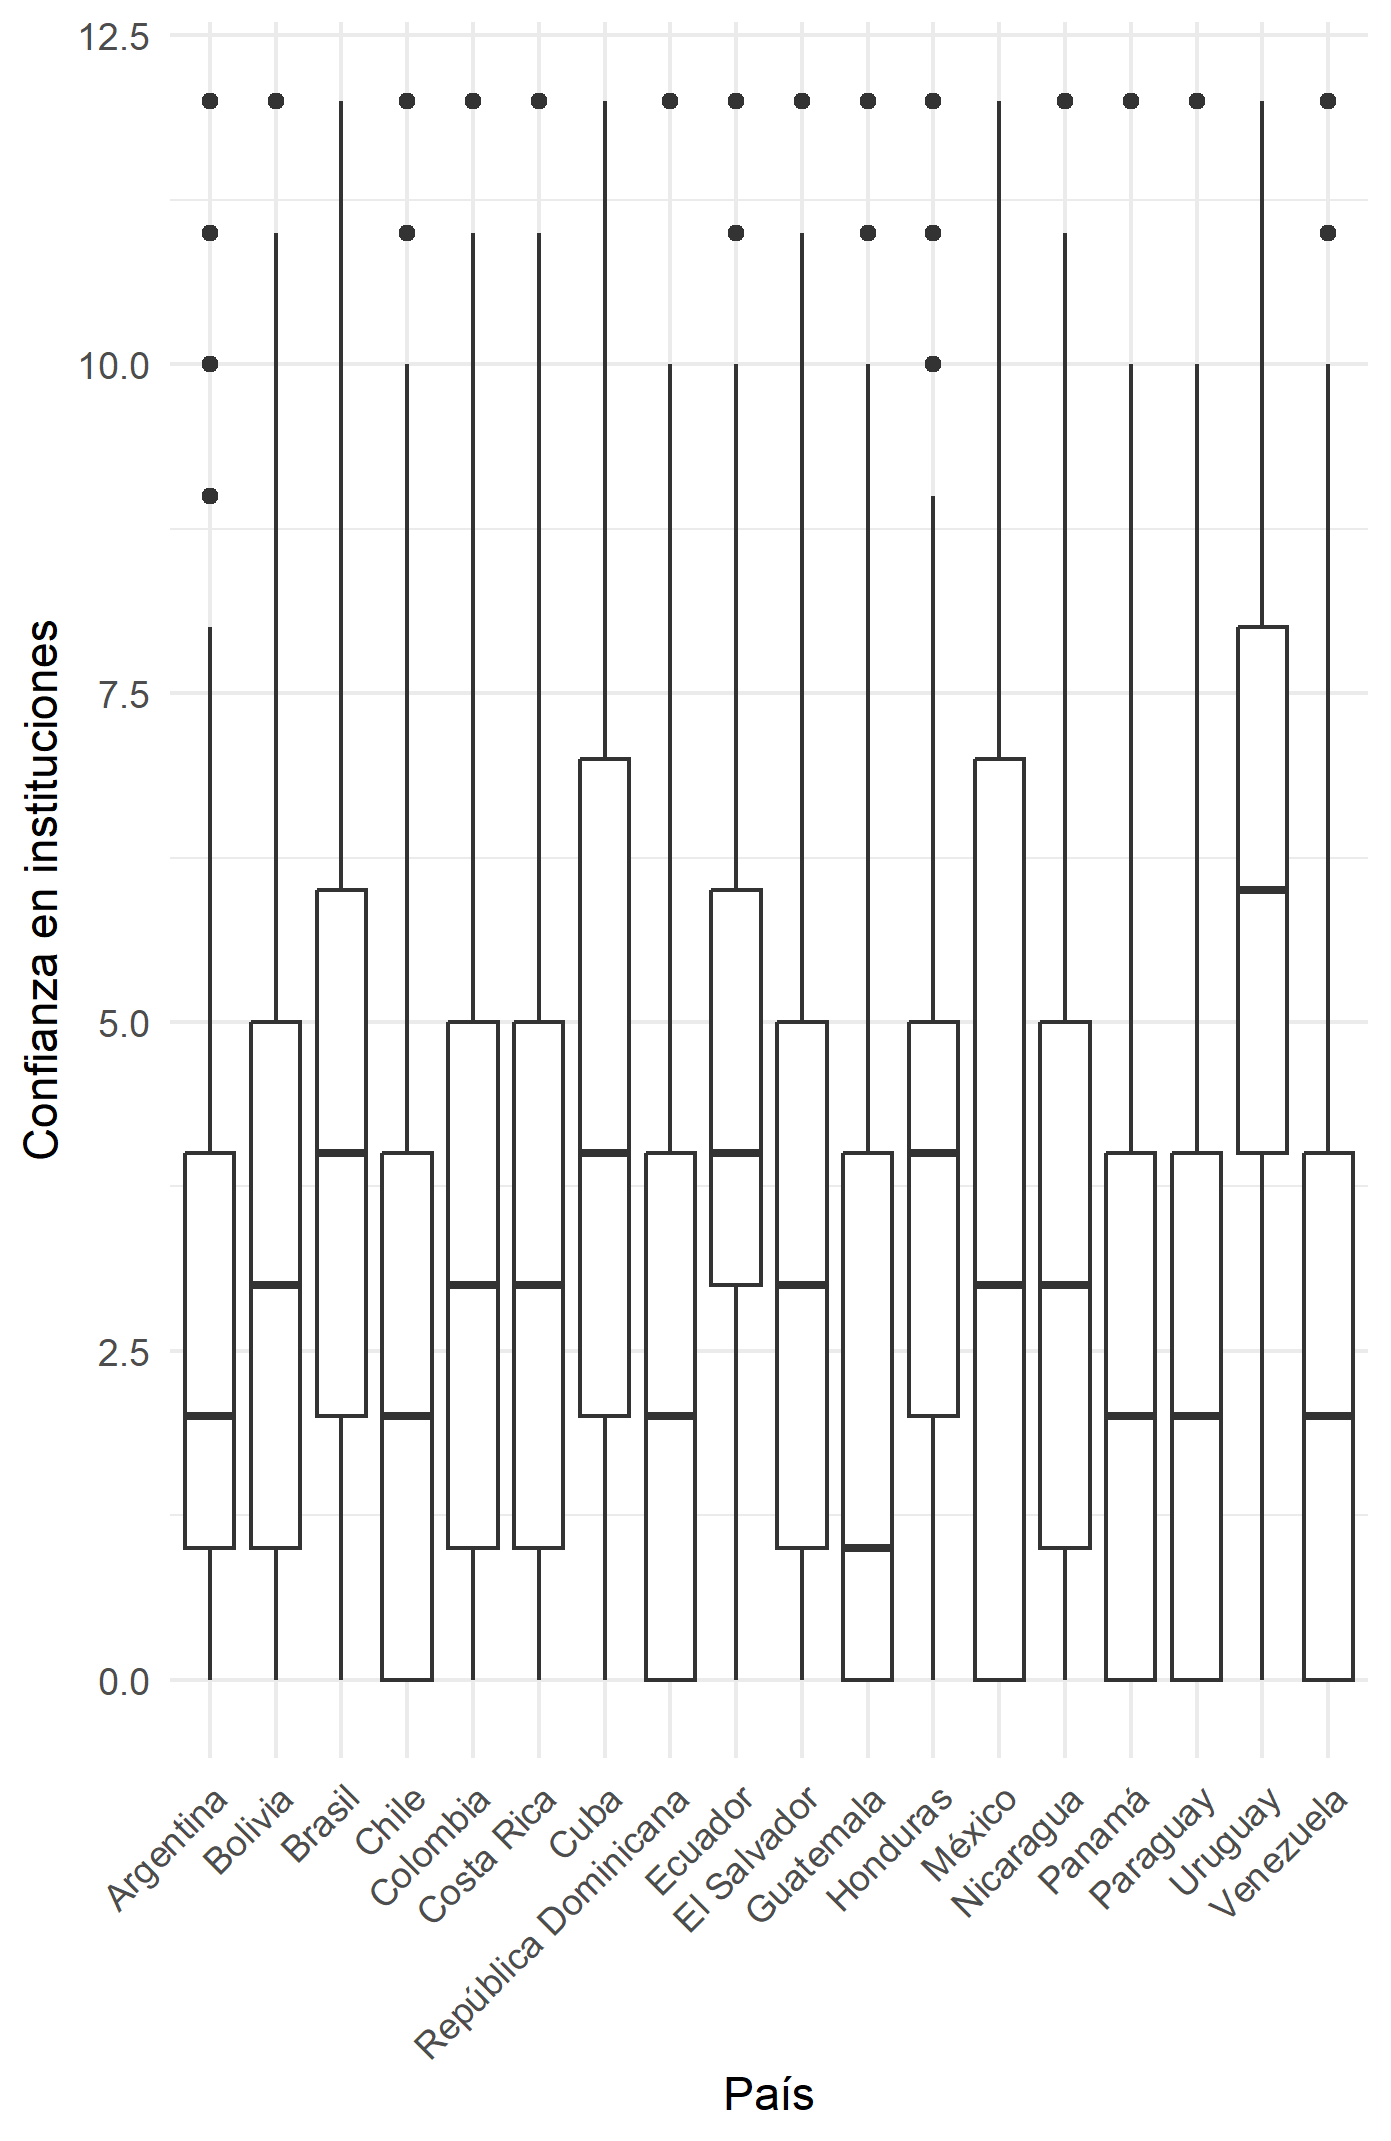 Confianza en instituciones
12.5
10.0
7.5
5.0
2.5
0.0
Argentina
Bolivia
Brasil
Chile
Colombia
Costa Rica
Cuba
República Dominicana
Ecuador
El Salvador
Guatemala
Honduras
México
Nicaragua
Panamá
Paraguay
Uruguay
Venezuela
País